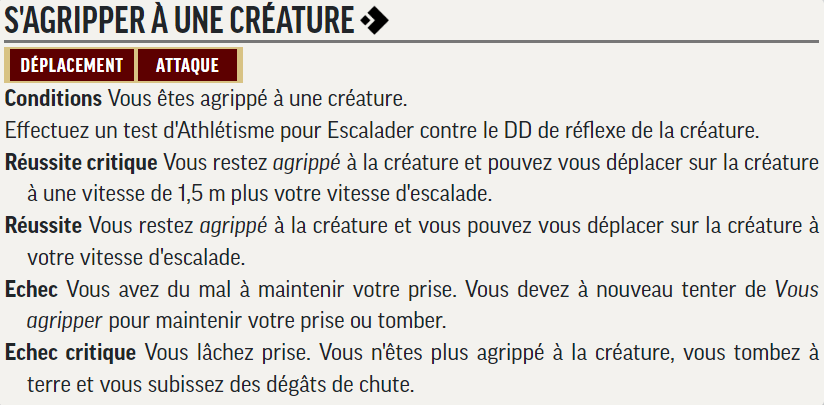 S'AGRIPPER À UNE CRÉATURE
DÉPLACEMENT ATTAQUE
Conditions Vous êtes agrippé à une créature.
Effectuez un test d'Athlétisme pour Escalader contre le DD de réflexe de la créature.
Réussite critique Vous restez agrippé à la créature et pouvez vous déplacer sur la créature
à une vitesse de 1,5 m plus votre vitesse d'escalade.
Réussite Vous restez agrippé à la créature et vous pouvez vous déplacer sur la créature à
votre vitesse d'escalade.
Echec Vous avez du mal à maintenir votre prise. Vous devez à nouveau tenter de Vous
agripper pour maintenir votre prise ou tomber.
Echec critique Vous lâchez prise. Vous n'êtes plus agrippé à la créature, vous tombez à
terre et vous subissez des dégâts de chute.